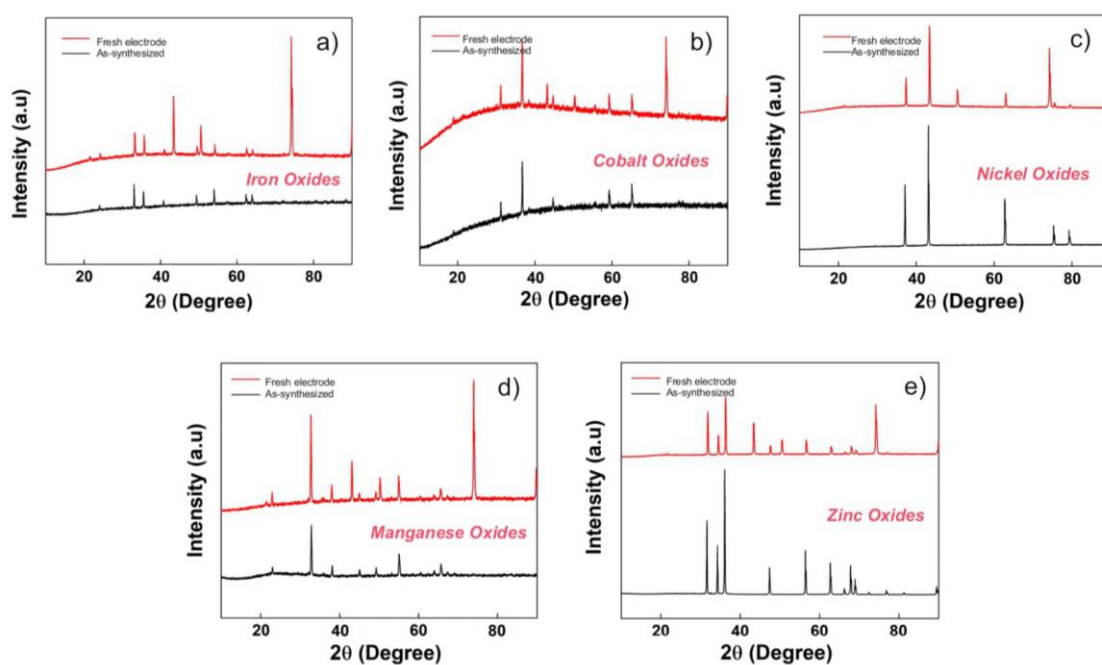 a)
Fresh electrode
As-synthesized
Iron Oxides
Intensity (a.u)
20 40 60 80
2θ (Degree)
b)
Fresh electrode
As-synthesized
Cobalt Oxides
Intensity (a.u)
20 40 60 80
2θ (Degree)
c)
Fresh electrode
As-synthesized
Nickel Oxides
Intensity (a.u)
20 40 60 80
2θ (Degree)
d)
Fresh electrode
As-synthesized
Manganese Oxides
Intensity (a.u)
20 40 60 80
2θ (Degree)
e)
Fresh electrode
As-synthesized
Zinc Oxides
Intensity (a.u)
20 40 60 80
2θ (Degree)